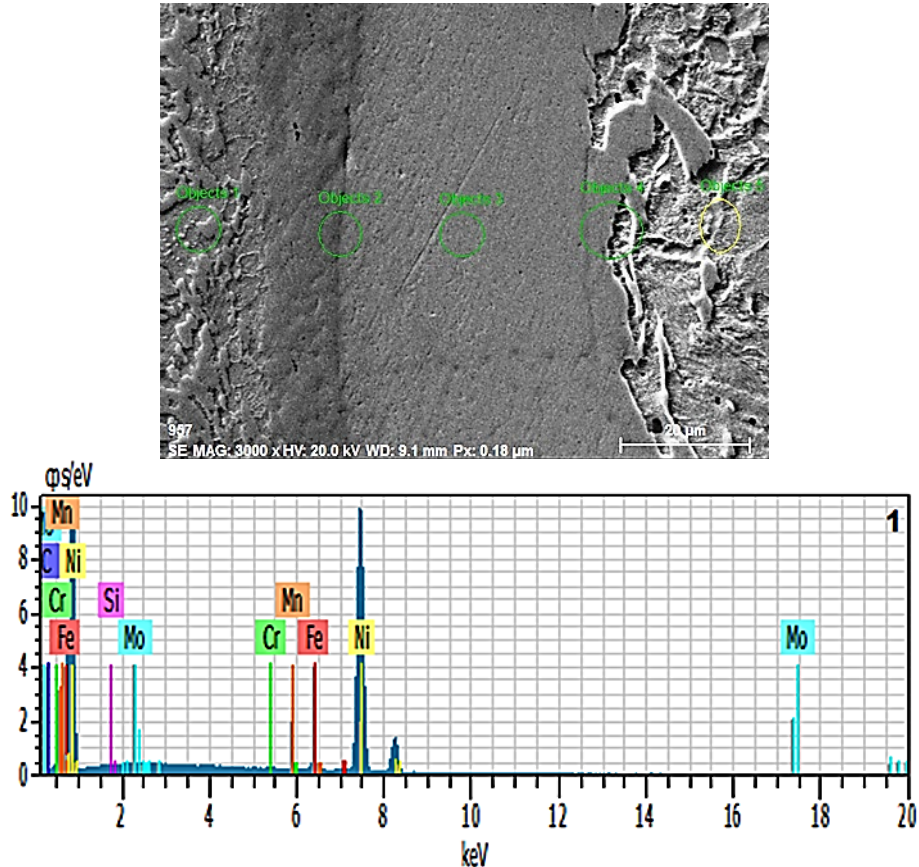 Objects 1
Objects 2
Objects 3
Objects 4
Objects 5
957
20 µm
SE MAG: 3000 x HV: 20.0 kV WD: 9.1 mm Px: 0.18 µm
cps/eV
1
10
8
6
4
2
0
Mn
C Ni
Cr Si Mn
Fe Mo Cr Fe Ni Mo
2 4 6 8 10 12 14 16 18 20
keV